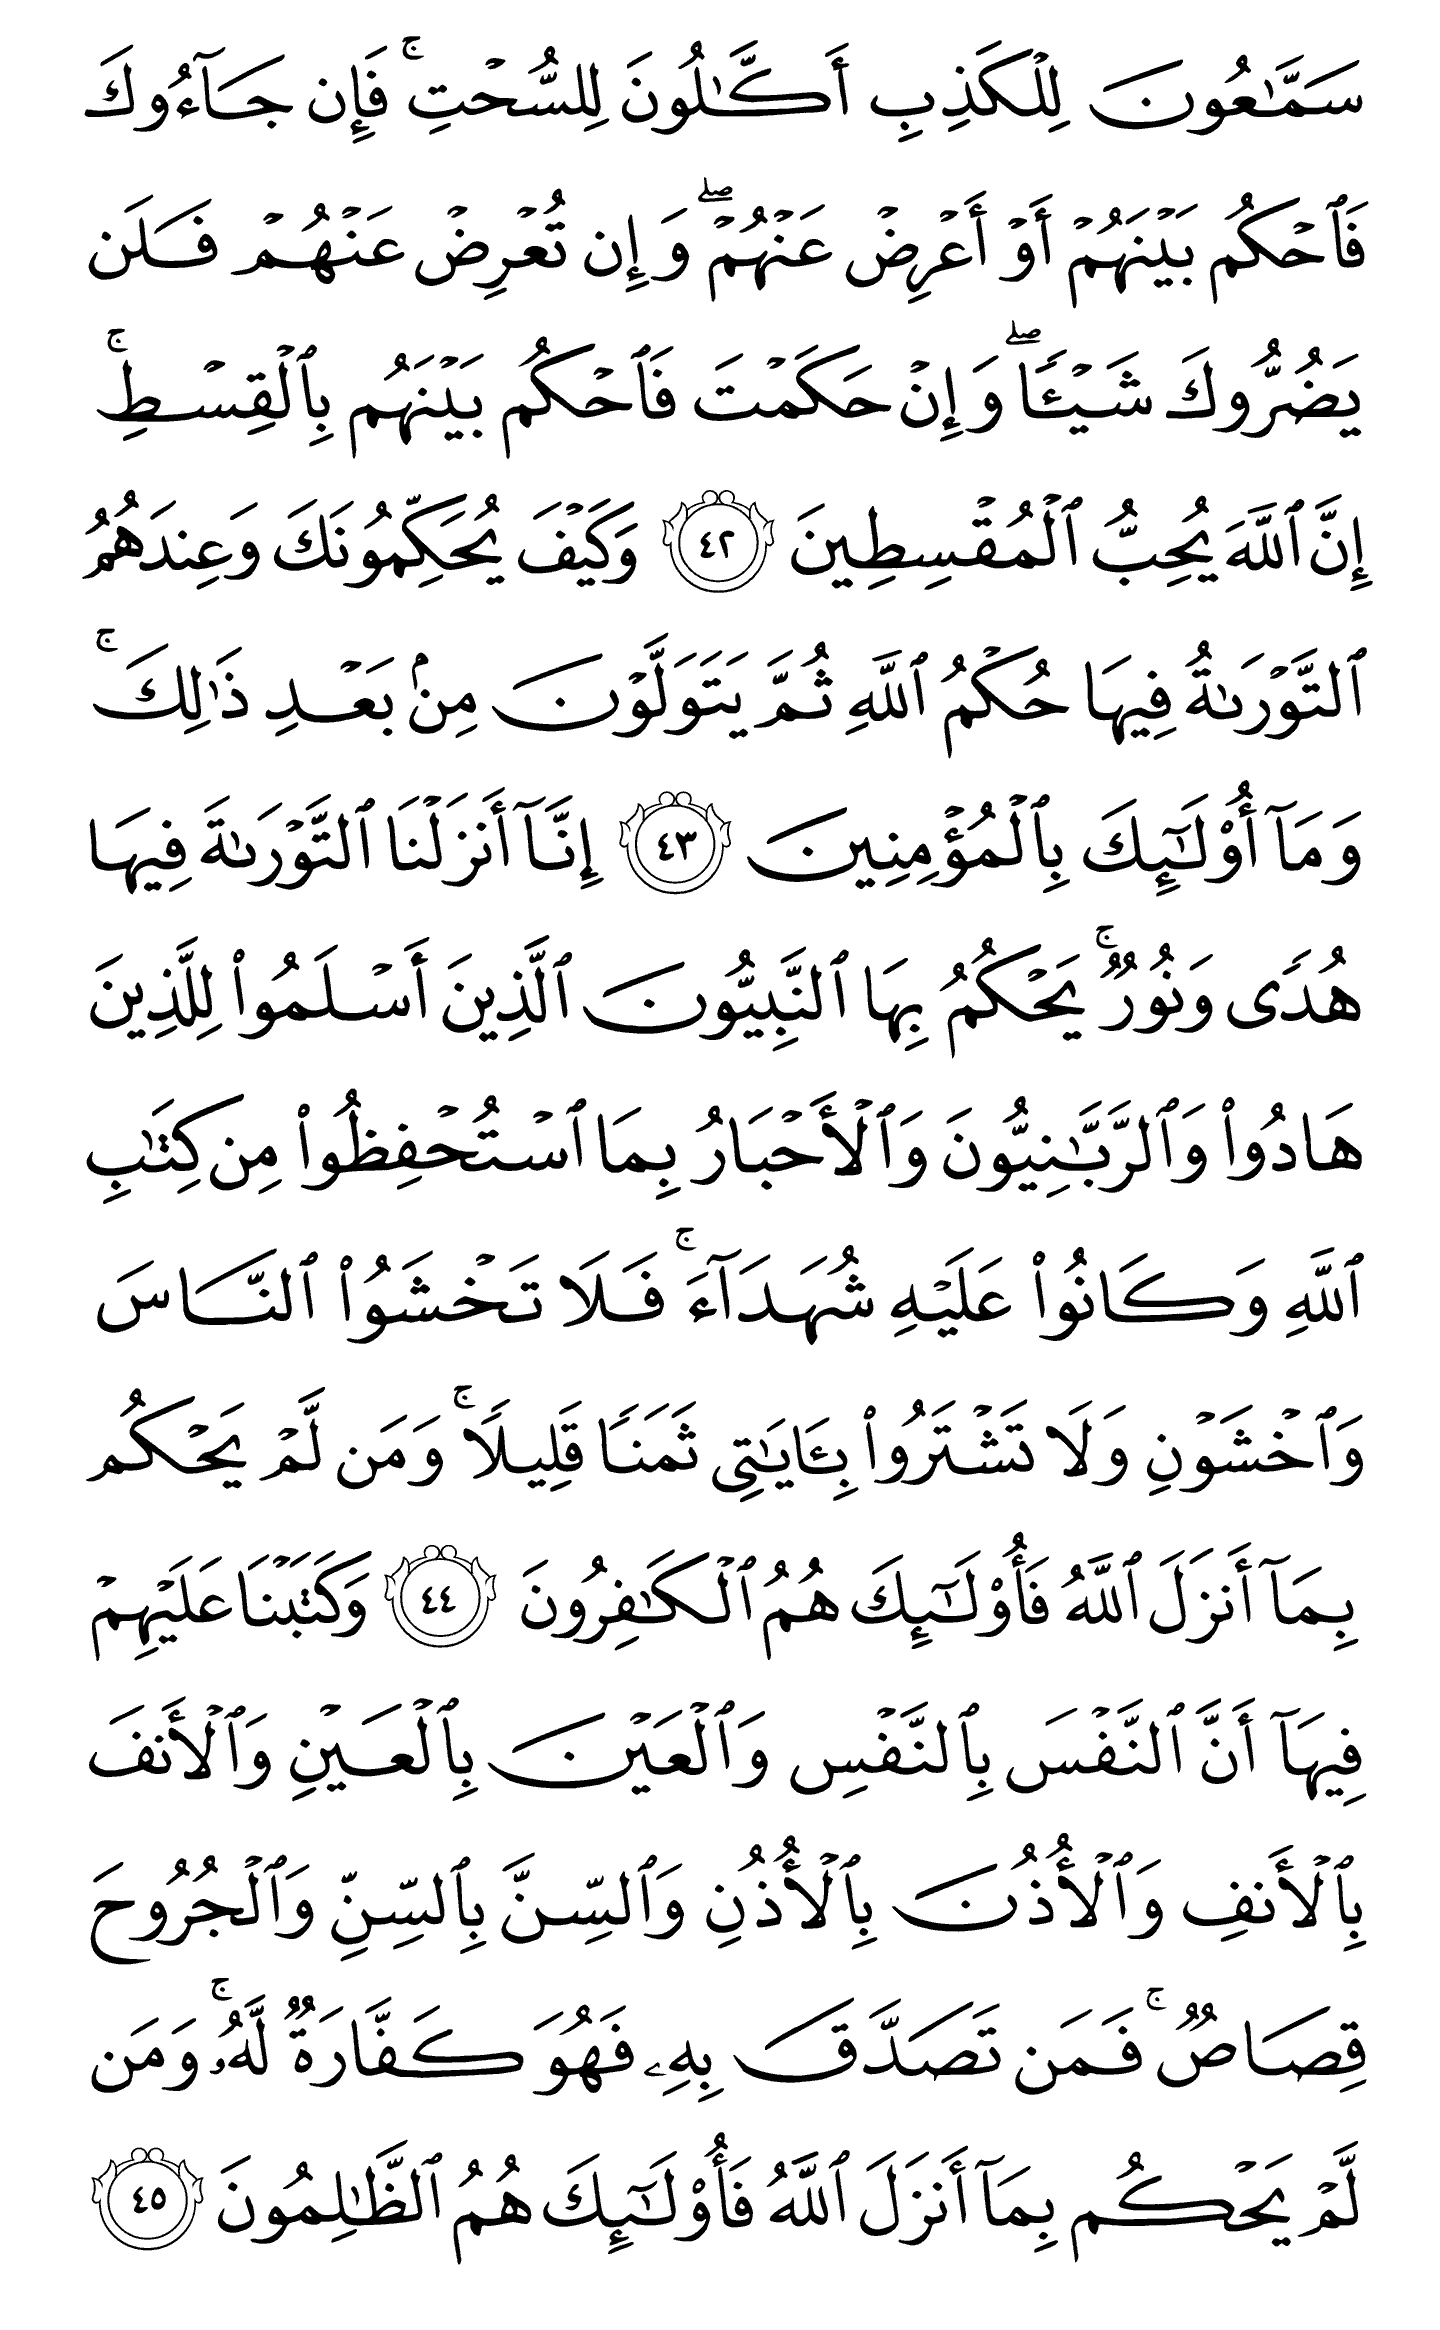 سَمَّـٰعُونَ لِلۡكَذِبِ أَكَّـٰلُونَ لِلسُّحۡتِۚ فَإِن جَآءُوكَ
فَٱحۡكُم بَيۡنَهُمۡ أَوۡ أَعۡرِضۡ عَنۡهُمۡۖ وَإِن تُعۡرِضۡ عَنۡهُمۡ فَلَن
يَضُرُّوكَ شَيۡـٔٗاۖ وَإِنۡ حَكَمۡتَ فَٱحۡكُم بَيۡنَهُم بِٱلۡقِسۡطِۚ
إِنَّ ٱللَّهَ يُحِبُّ ٱلۡمُقۡسِطِينَ ٤٢ وَكَيۡفَ يُحَكِّمُونَكَ وَعِندَهُمُ
ٱلتَّوۡرَىٰةُ فِيهَا حُكۡمُ ٱللَّهِ ثُمَّ يَتَوَلَّوۡنَ مِنۢ بَعۡدِ ذَٰلِكَۚ
وَمَآ أُوْلَـٰٓئِكَ بِٱلۡمُؤۡمِنِينَ ٤٣ إِنَّآ أَنزَلۡنَا ٱلتَّوۡرَىٰةَ فِيهَا
هُدٗى وَنُورٞۚ يَحۡكُمُ بِهَا ٱلنَّبِيُّونَ ٱلَّذِينَ أَسۡلَمُواْ لِلَّذِينَ
هَادُواْ وَٱلرَّبَّـٰنِيُّونَ وَٱلۡأَحۡبَارُ بِمَا ٱسۡتُحۡفِظُواْ مِن كِتَٰبِ
ٱللَّهِ وَكَانُواْ عَلَيۡهِ شُهَدَآءَۚ فَلَا تَخۡشَوُاْ ٱلنَّاسَ
وَٱخۡشَوۡنِ وَلَا تَشۡتَرُواْ بِـَٔايَٰتِي ثَمَنٗا قَلِيلٗاۚ وَمَن لَّمۡ يَحۡكُم
بِمَآ أَنزَلَ ٱللَّهُ فَأُوْلَـٰٓئِكَ هُمُ ٱلۡكَٰفِرُونَ ٤٤ وَكَتَبۡنَا عَلَيۡهِمۡ
فِيهَآ أَنَّ ٱلنَّفۡسَ بِٱلنَّفۡسِ وَٱلۡعَيۡنَ بِٱلۡعَيۡنِ وَٱلۡأَنفَ
بِٱلۡأَنفِ وَٱلۡأُذُنَ بِٱلۡأُذُنِ وَٱلسِّنَّ بِٱلسِّنِّ وَٱلۡجُرُوحَ
قِصَاصٞۚ فَمَن تَصَدَّقَ بِهِۦ فَهُوَ كَفَّارَةٞ لَّهُۥۚ وَمَن
لَّمۡ يَحۡكُم بِمَآ أَنزَلَ ٱللَّهُ فَأُوْلَـٰٓئِكَ هُمُ ٱلظَّـٰلِمُونَ ٤٥